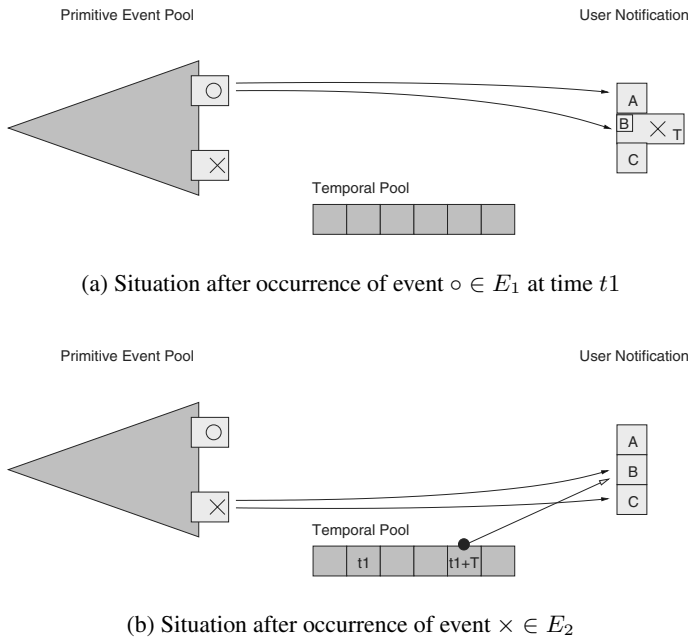 Primitive Event Pool
User Notification
A
B
T
C
Temporal Pool
(a) Situation after occurrence of event ○ ∈ E₁ at time t1
Primitive Event Pool
User Notification
A
B
C
Temporal Pool
t1
t1+T
(b) Situation after occurrence of event × ∈ E₂